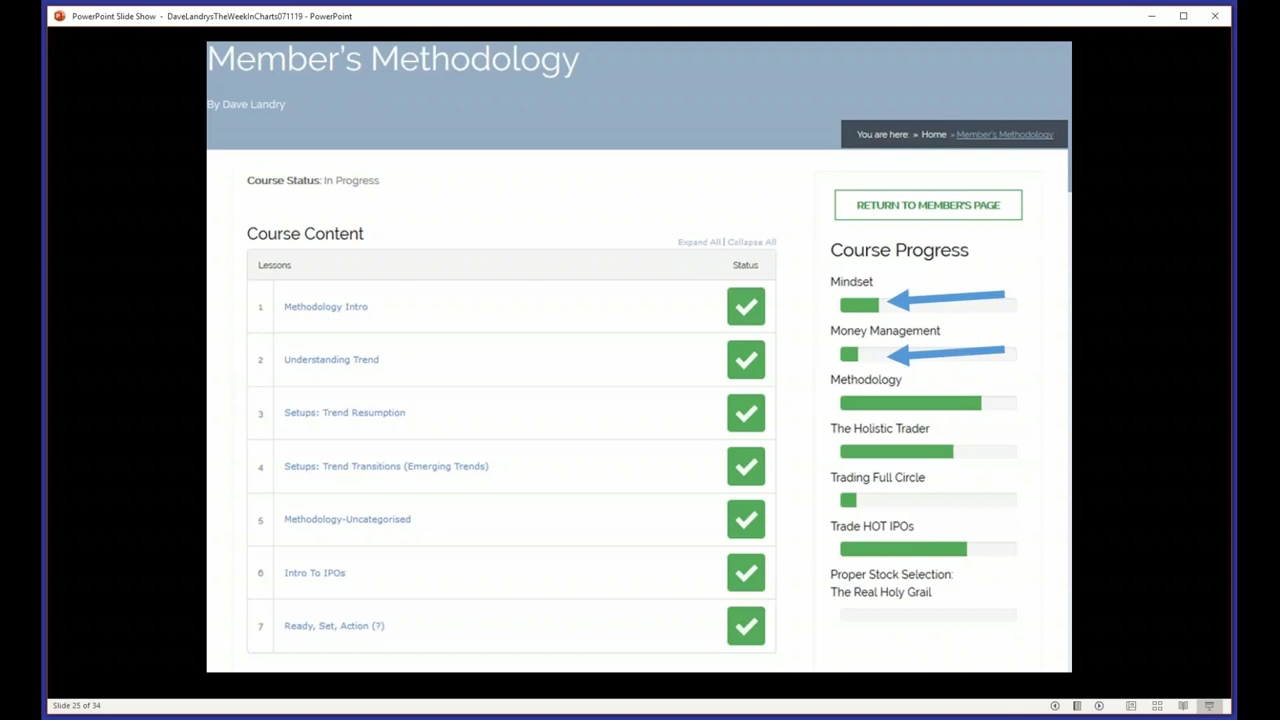 PowerPoint Slide Show - DaveLandrysTheWeekInCharts071119 - PowerPoint
Member's Methodology
By Dave Landry
You are here: » Home » Member's Methodology
Course Status: In Progress
RETURN TO MEMBER'S PAGE
Course Content
Expand All | Collapse All
Lessons Status
1 Methodology Intro
2 Understanding Trend
3 Setups: Trend Resumption
4 Setups: Trend Transitions (Emerging Trends)
5 Methodology-Uncategorised
6 Intro To IPOs
7 Ready, Set, Action (?)
Course Progress
Mindset
Money Management
Methodology
The Holistic Trader
Trading Full Circle
Trade HOT IPOs
Proper Stock Selection:
The Real Holy Grail
Slide 25 of 34